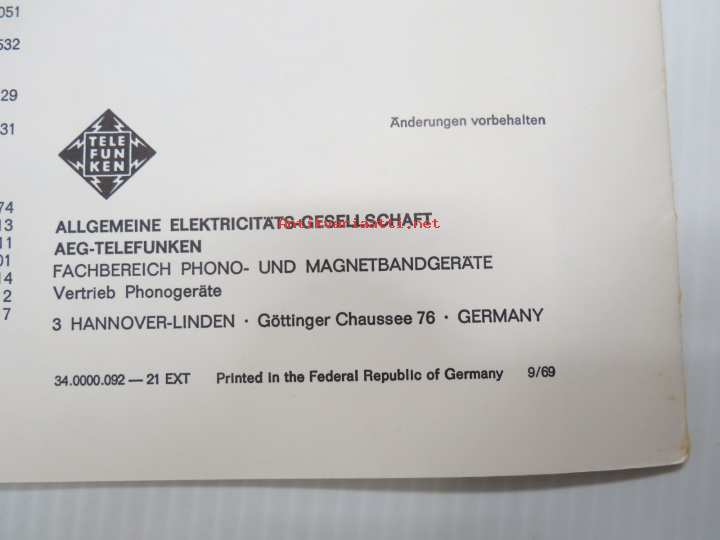 051
532
29
31
74
13
11
01
14
2
7
TELE
FUN
KEN
Änderungen vorbehalten
ALLGEMEINE ELEKTRICITÄTS-GESELLSCHAFT
Antikvariaatti.net
AEG-TELEFUNKEN
FACHBEREICH PHONO- UND MAGNETBANDGERÄTE
Vertrieb Phonogeräte
3 HANNOVER-LINDEN · Göttinger Chaussee 76 · GERMANY
34.0000.092 — 21 EXT Printed in the Federal Republic of Germany 9/69